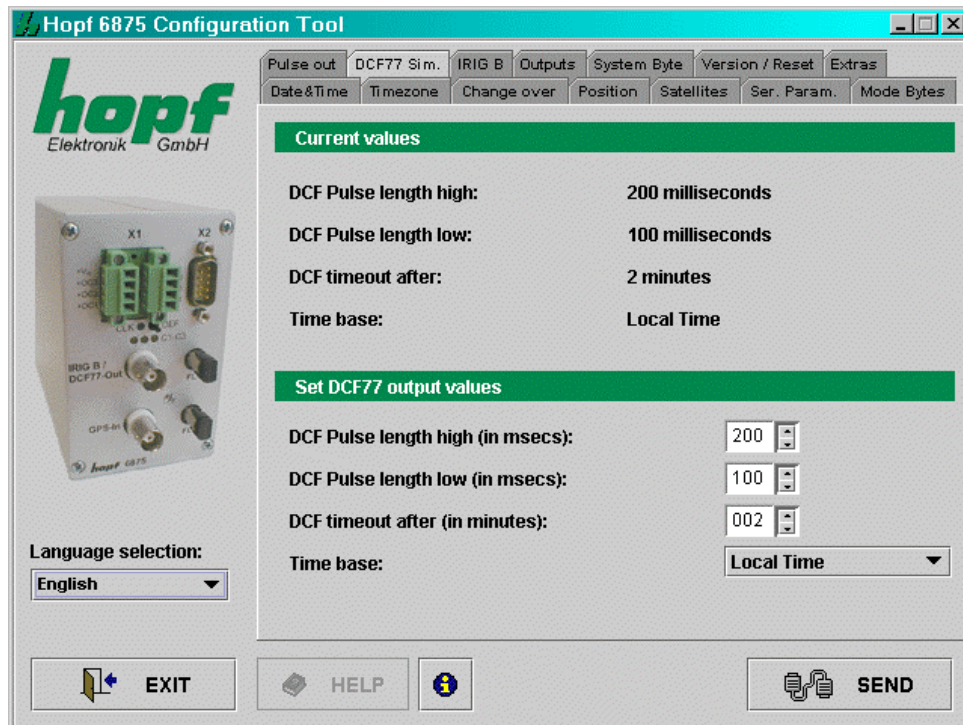 Hopf 6875 Configuration Tool
hopf
Elektronik GmbH
Pulse out DCF77 Sim. IRIG B Outputs System Byte Version / Reset Extras
Date&Time Timezone Change over Position Satellites Ser. Param. Mode Bytes
Current values
DCF Pulse length high: 200 milliseconds
DCF Pulse length low: 100 milliseconds
DCF timeout after: 2 minutes
Time base: Local Time
Set DCF77 output values
DCF Pulse length high (in msecs): 200
DCF Pulse length low (in msecs): 100
DCF timeout after (in minutes): 002
Time base: Local Time
X1 X2
CLK
IRIG B /
DCF77-Out
GPS-In
hopf 6875
Language selection:
English
EXIT HELP SEND